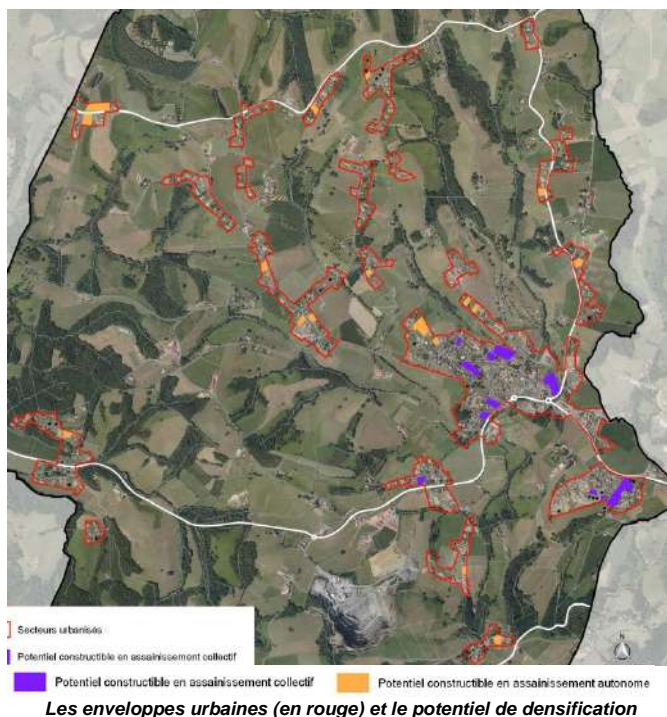 N
Secteurs urbanisés
Potentiel constructible en assainissement collectif
Potentiel constructible en assainissement collectif Potentiel constructible en assainissement autonome
Les enveloppes urbaines (en rouge) et le potentiel de densification